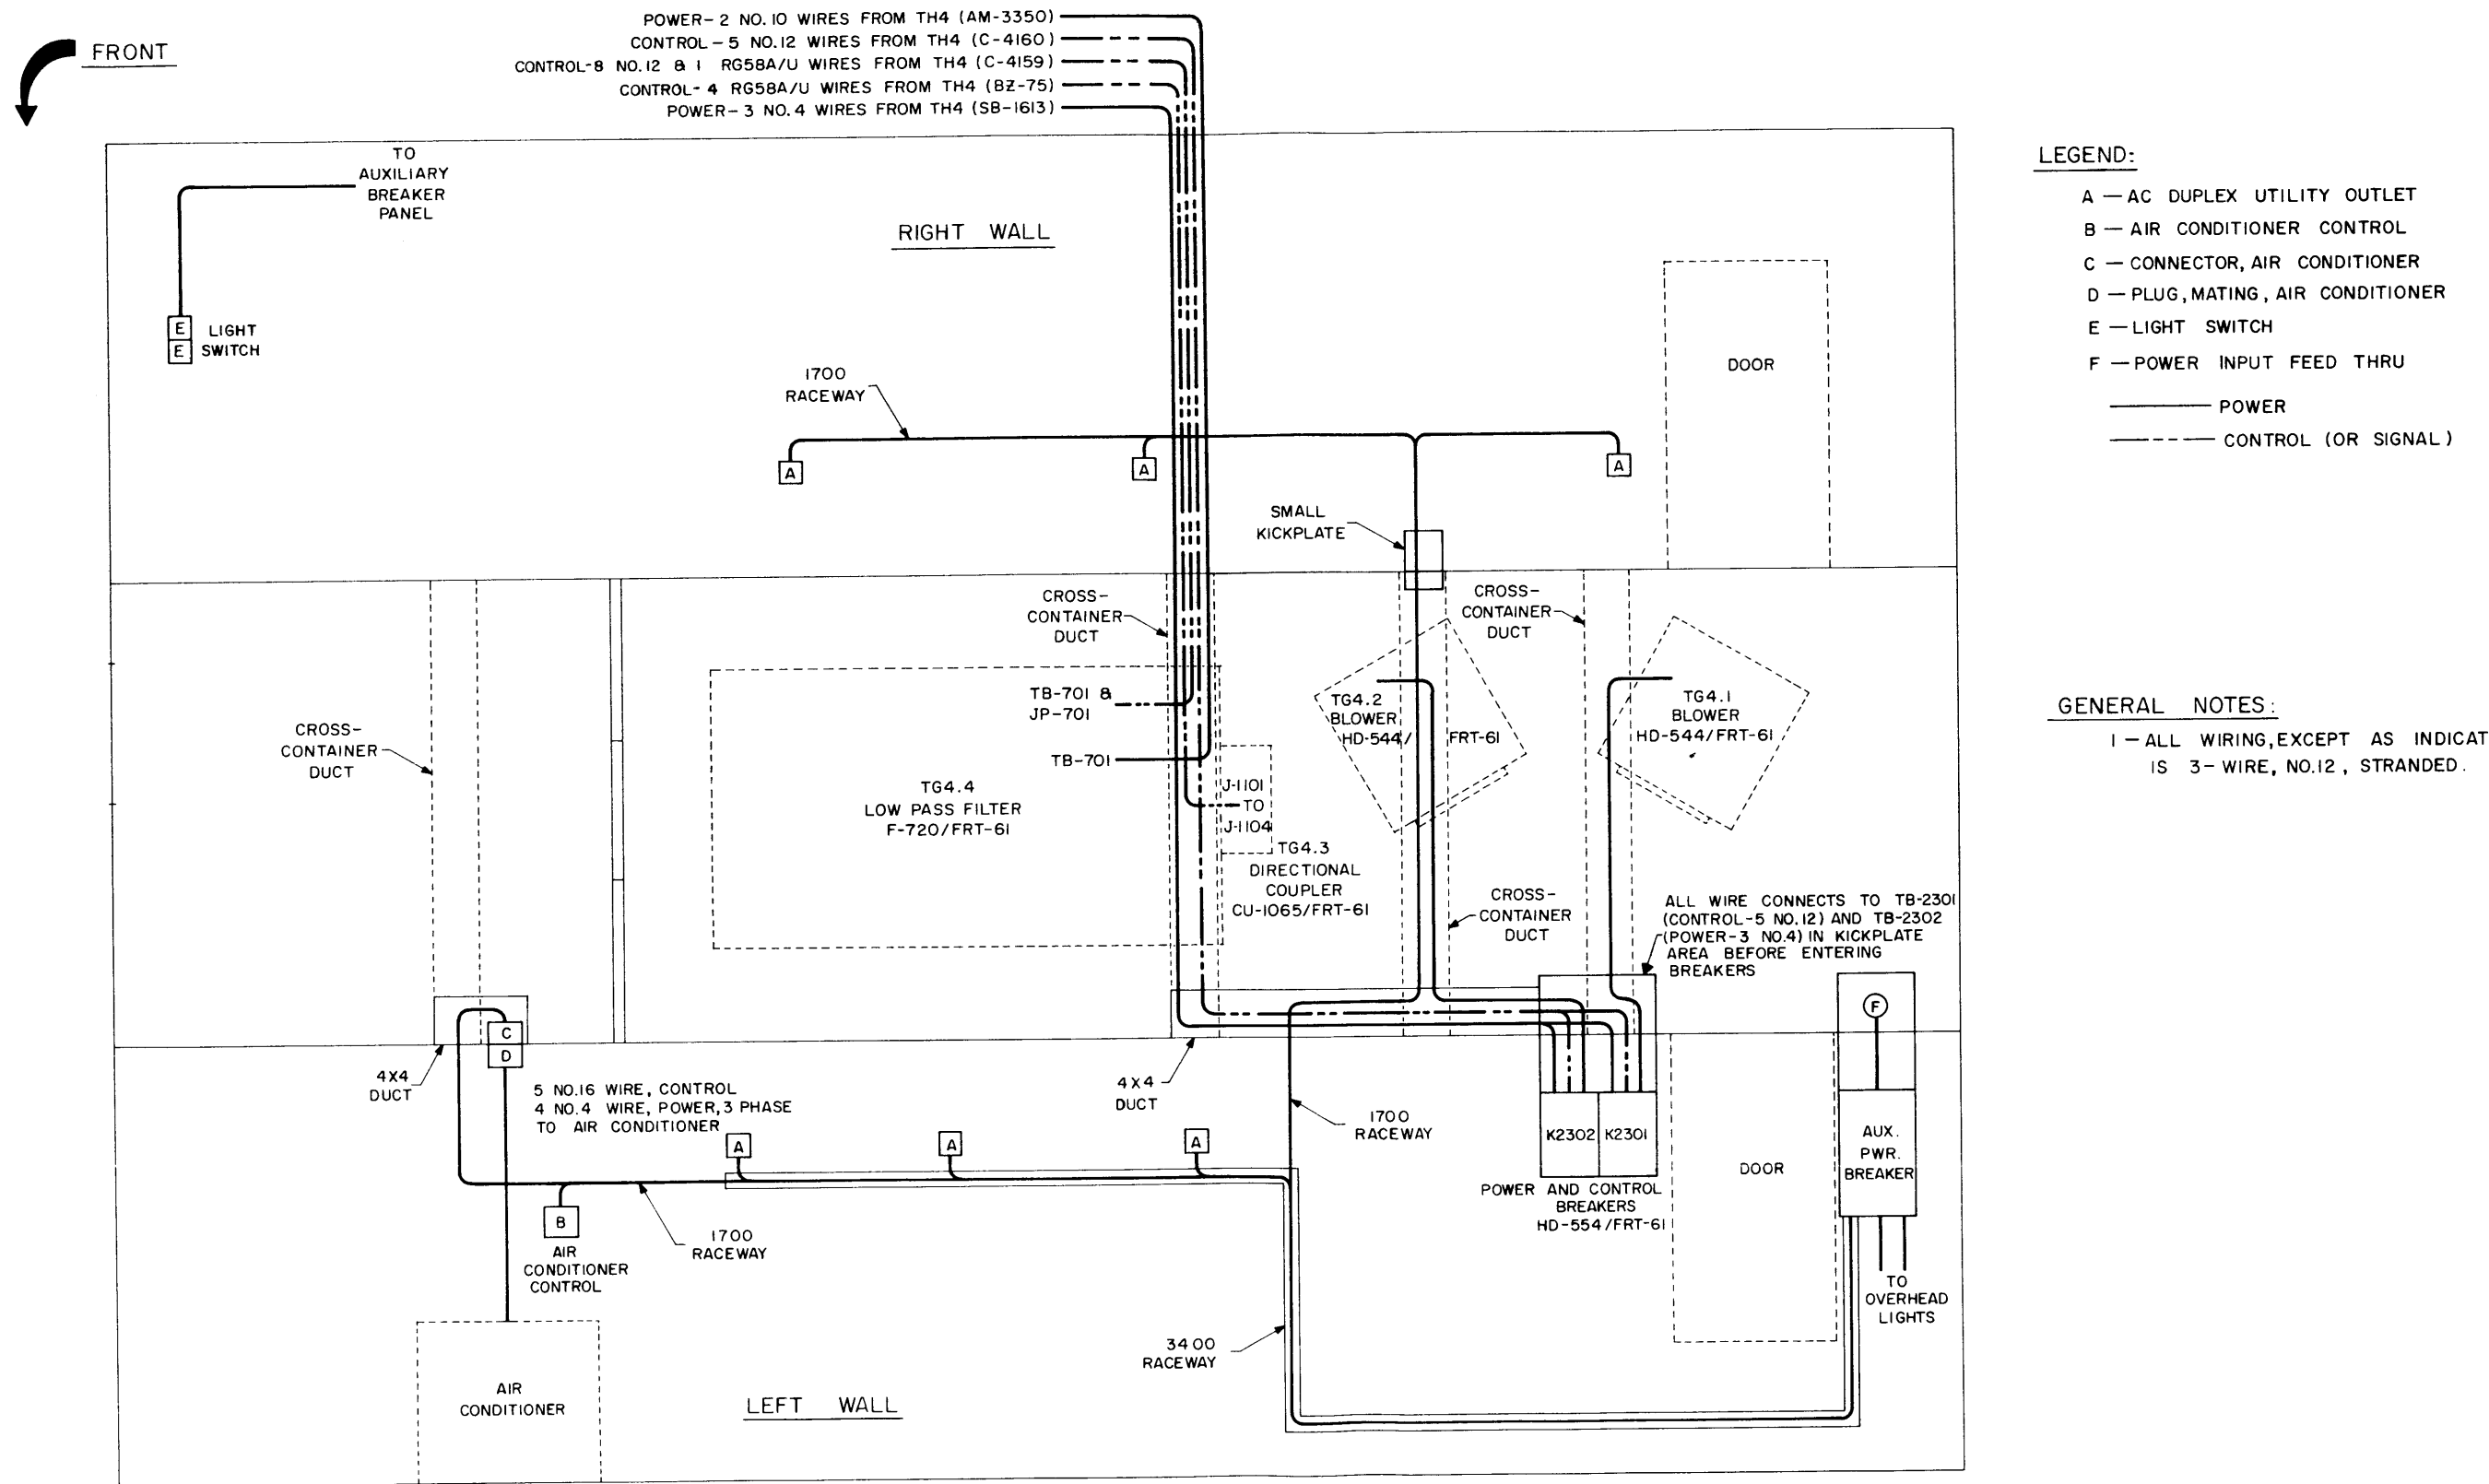 FRONT
POWER-2 NO. 10 WIRES FROM TH4 (AM-3350)
CONTROL-5 NO.12 WIRES FROM TH4 (C-4160)
CONTROL-8 NO.12 & 1 RG58A/U WIRES FROM TH4 (C-4159)
CONTROL-4 RG58A/U WIRES FROM TH4 (BZ-75)
POWER-3 NO.4 WIRES FROM TH4 (SB-1613)
TO
AUXILIARY
BREAKER
PANEL
RIGHT WALL
E
E
LIGHT
SWITCH
1700
RACEWAY
A
A
A
DOOR
SMALL
KICKPLATE
LEGEND:
A — AC DUPLEX UTILITY OUTLET
B — AIR CONDITIONER CONTROL
C — CONNECTOR, AIR CONDITIONER
D — PLUG, MATING, AIR CONDITIONER
E — LIGHT SWITCH
F — POWER INPUT FEED THRU
POWER
CONTROL (OR SIGNAL)
GENERAL NOTES:
1 — ALL WIRING, EXCEPT AS INDICAT
IS 3-WIRE, NO.12, STRANDED.
CROSS-
CONTAINER
DUCT
CROSS-
CONTAINER
DUCT
CROSS-
CONTAINER
DUCT
TB-701 &
JP-701
TB-701
TG4.4
LOW PASS FILTER
F-720/FRT-61
J-1101
TO
J-1104
TG4.3
DIRECTIONAL
COUPLER
CU-1065/FRT-61
TG4.2
BLOWER
HD-544/ FRT-61
TG4.1
BLOWER
HD-544/FRT-61
CROSS-
CONTAINER
DUCT
ALL WIRE CONNECTS TO TB-2301
(CONTROL-5 NO.12) AND TB-2302
(POWER-3 NO.4) IN KICKPLATE
AREA BEFORE ENTERING
BREAKERS
F
C
D
4X4
DUCT
5 NO.16 WIRE, CONTROL
4 NO.4 WIRE, POWER, 3 PHASE
TO AIR CONDITIONER
4X4
DUCT
1700
RACEWAY
K2302
K2301
POWER AND CONTROL
BREAKERS
HD-554/FRT-61
DOOR
AUX.
PWR.
BREAKER
TO
OVERHEAD
LIGHTS
A
A
A
B
AIR
CONDITIONER
CONTROL
1700
RACEWAY
3400
RACEWAY
AIR
CONDITIONER
LEFT WALL